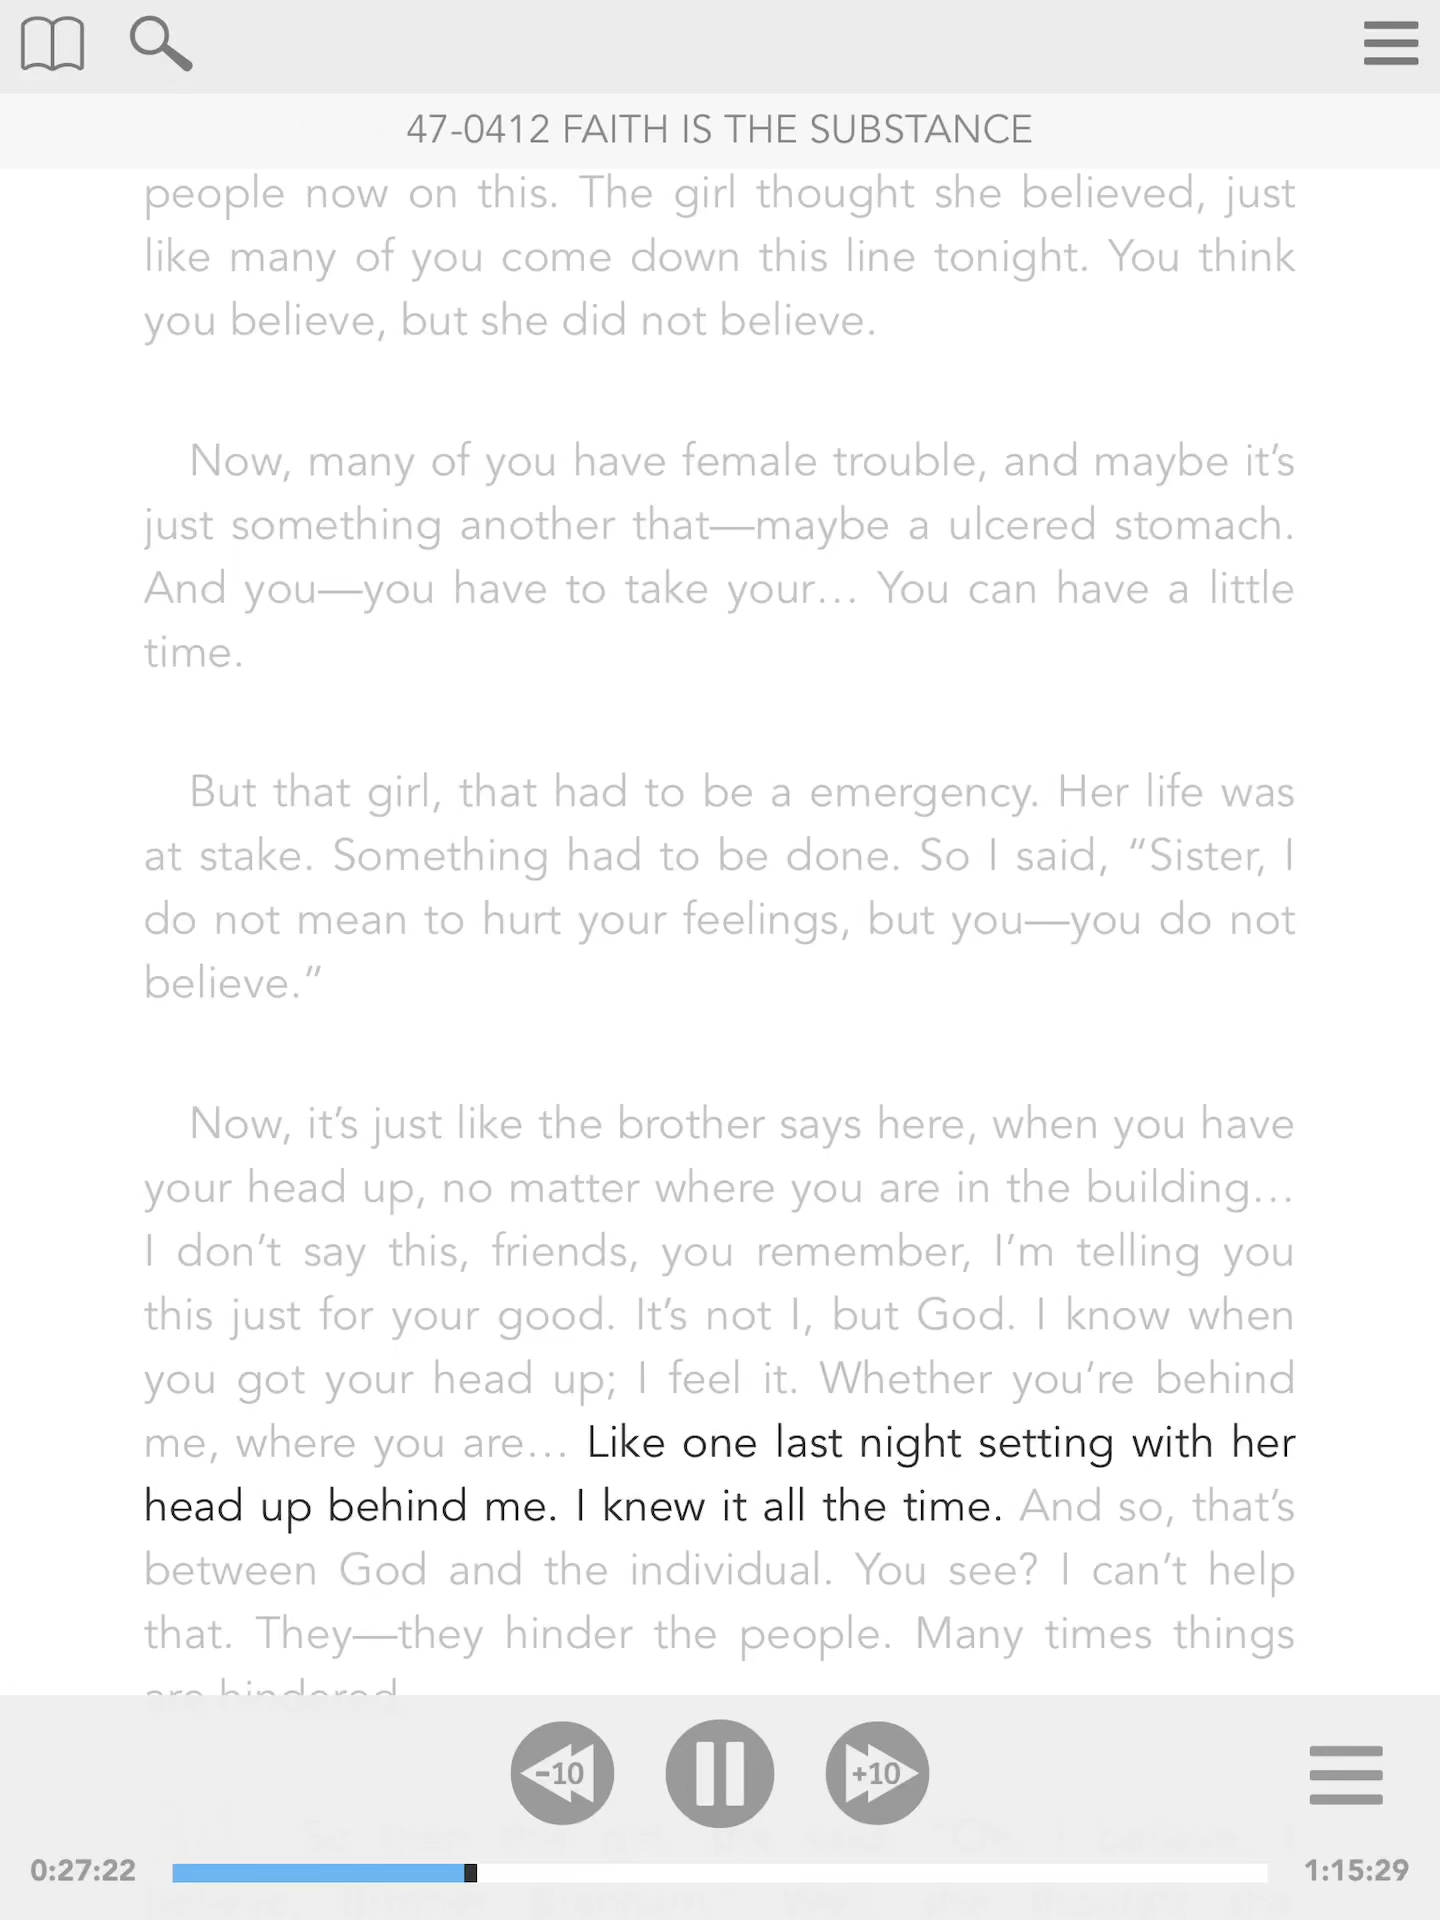 47-0412 FAITH IS THE SUBSTANCE
people now on this. The girl thought she believed, just
like many of you come down this line tonight. You think
you believe, but she did not believe.
Now, many of you have female trouble, and maybe it’s
just something another that—maybe a ulcered stomach.
And you—you have to take your… You can have a little
time.
But that girl, that had to be a emergency. Her life was
at stake. Something had to be done. So I said, “Sister, I
do not mean to hurt your feelings, but you—you do not
believe.”
Now, it’s just like the brother says here, when you have
your head up, no matter where you are in the building…
I don’t say this, friends, you remember, I’m telling you
this just for your good. It’s not I, but God. I know when
you got your head up; I feel it. Whether you’re behind
me, where you are… Like one last night setting with her
head up behind me. I knew it all the time. And so, that’s
between God and the individual. You see? I can’t help
that. They—they hinder the people. Many times things
are hindered
-10 +10
0:27:22 1:15:29